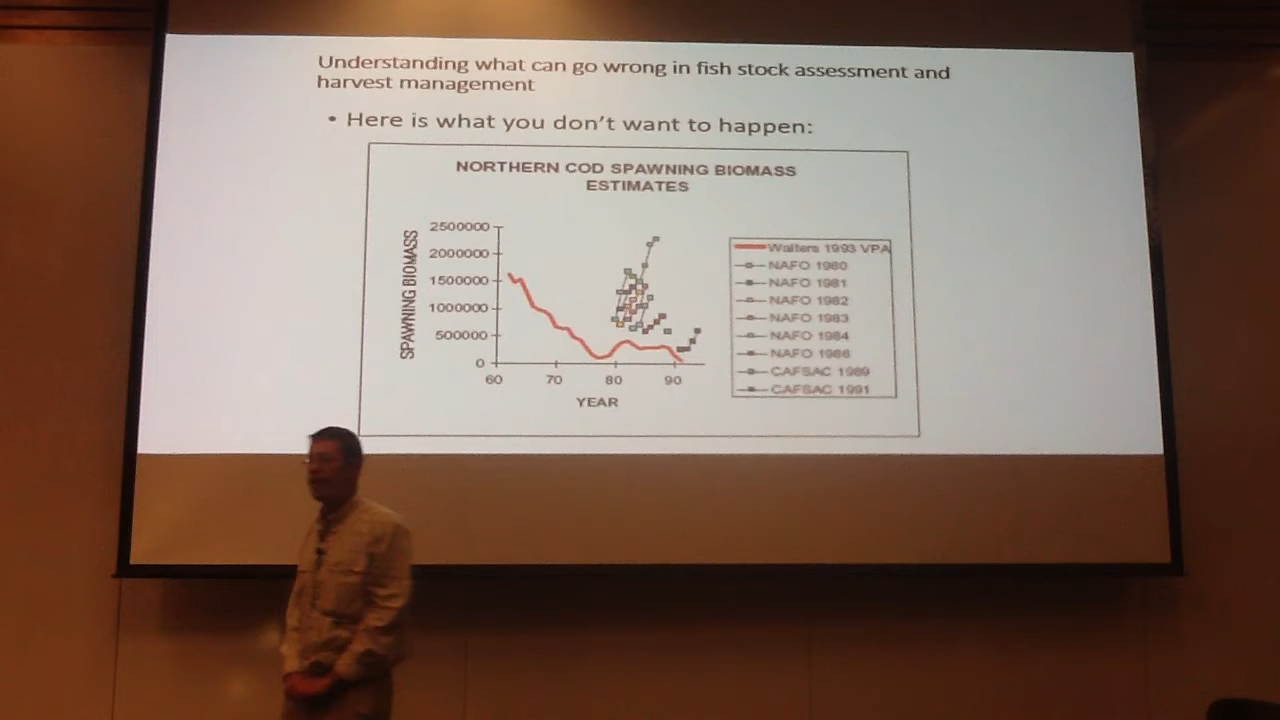 Understanding what can go wrong in fish stock assessment and
harvest management
• Here is what you don't want to happen:
NORTHERN COD SPAWNING BIOMASS
ESTIMATES
SPAWNING BIOMASS
2500000
2000000
1500000
1000000
500000
0
60 70 80 90
YEAR
Walters 1993 VPA
NAFO 1980
NAFO 1981
NAFO 1982
NAFO 1983
NAFO 1984
NAFO 1986
CAFSAC 1989
CAFSAC 1991